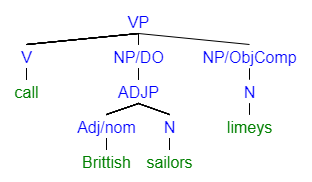 VP
V NP/DO NP/ObjComp
call ADJP N
Adj/nom N limeys
Brittish sailors